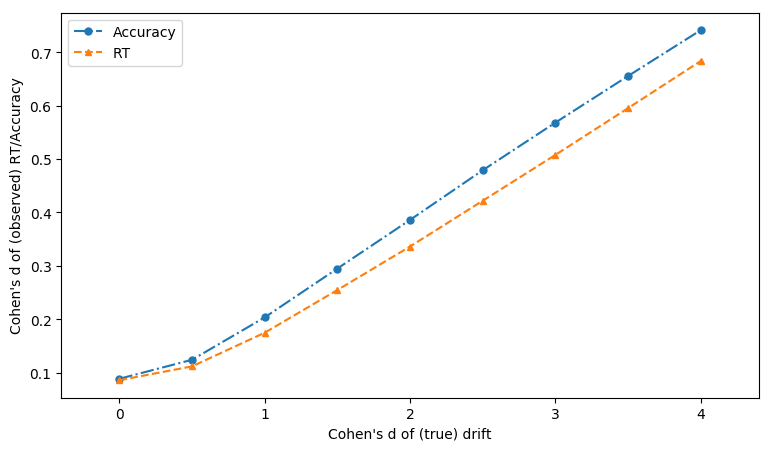 Accuracy
RT
Cohen's d of (observed) RT/Accuracy
0.7
0.6
0.5
0.4
0.3
0.2
0.1
0 1 2 3 4
Cohen's d of (true) drift